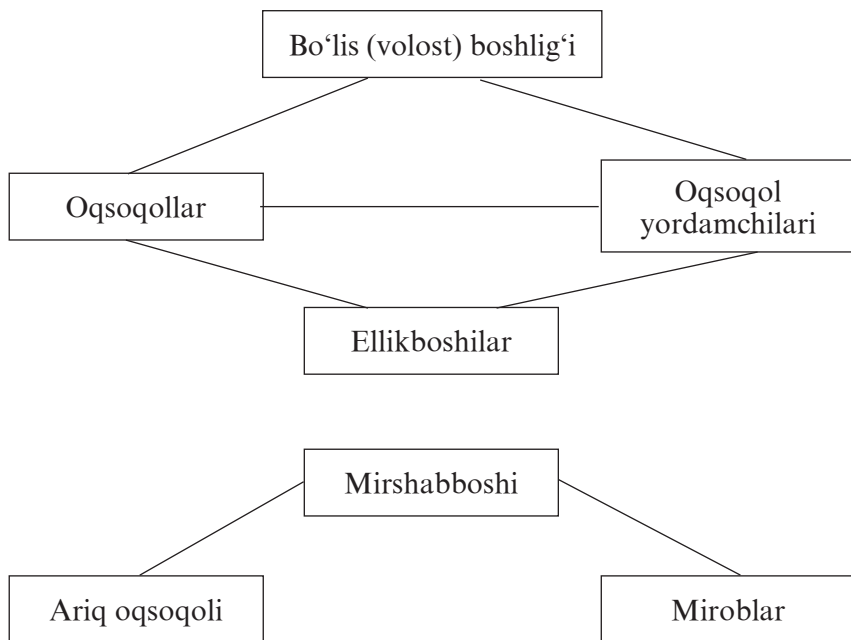 Bo‘lis (volost) boshlig‘i
Oqsoqollar
Oqsoqol
yordamchilari
Ellikboshilar
Mirshabboshi
Ariq oqsoqoli
Miroblar